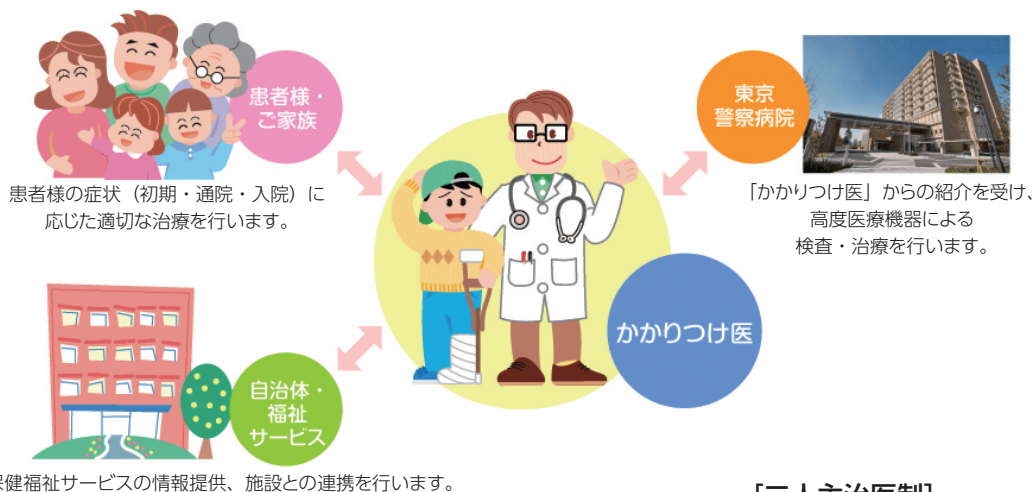 患者様・
ご家族
患者様の症状（初期・通院・入院）に
応じた適切な治療を行います。
東京
警察病院
「かかりつけ医」からの紹介を受け、
高度医療機器による
検査・治療を行います。
かかりつけ医
自治体・
福祉
サービス
健福祉サービスの情報提供、施設との連携を行います。